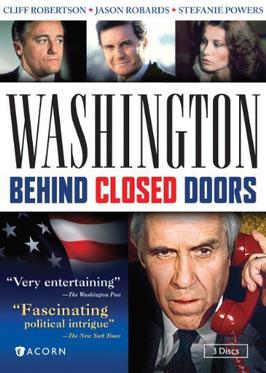 CLIFF ROBERTSON ★ JASON ROBARDS ★ STEFANIE POWERS
WASHINGTON
BEHIND CLOSED DOORS
“Very entertaining”
—The Washington Post
“Fascinating
political intrigue”
—The New York Times
ACORN
3 Discs